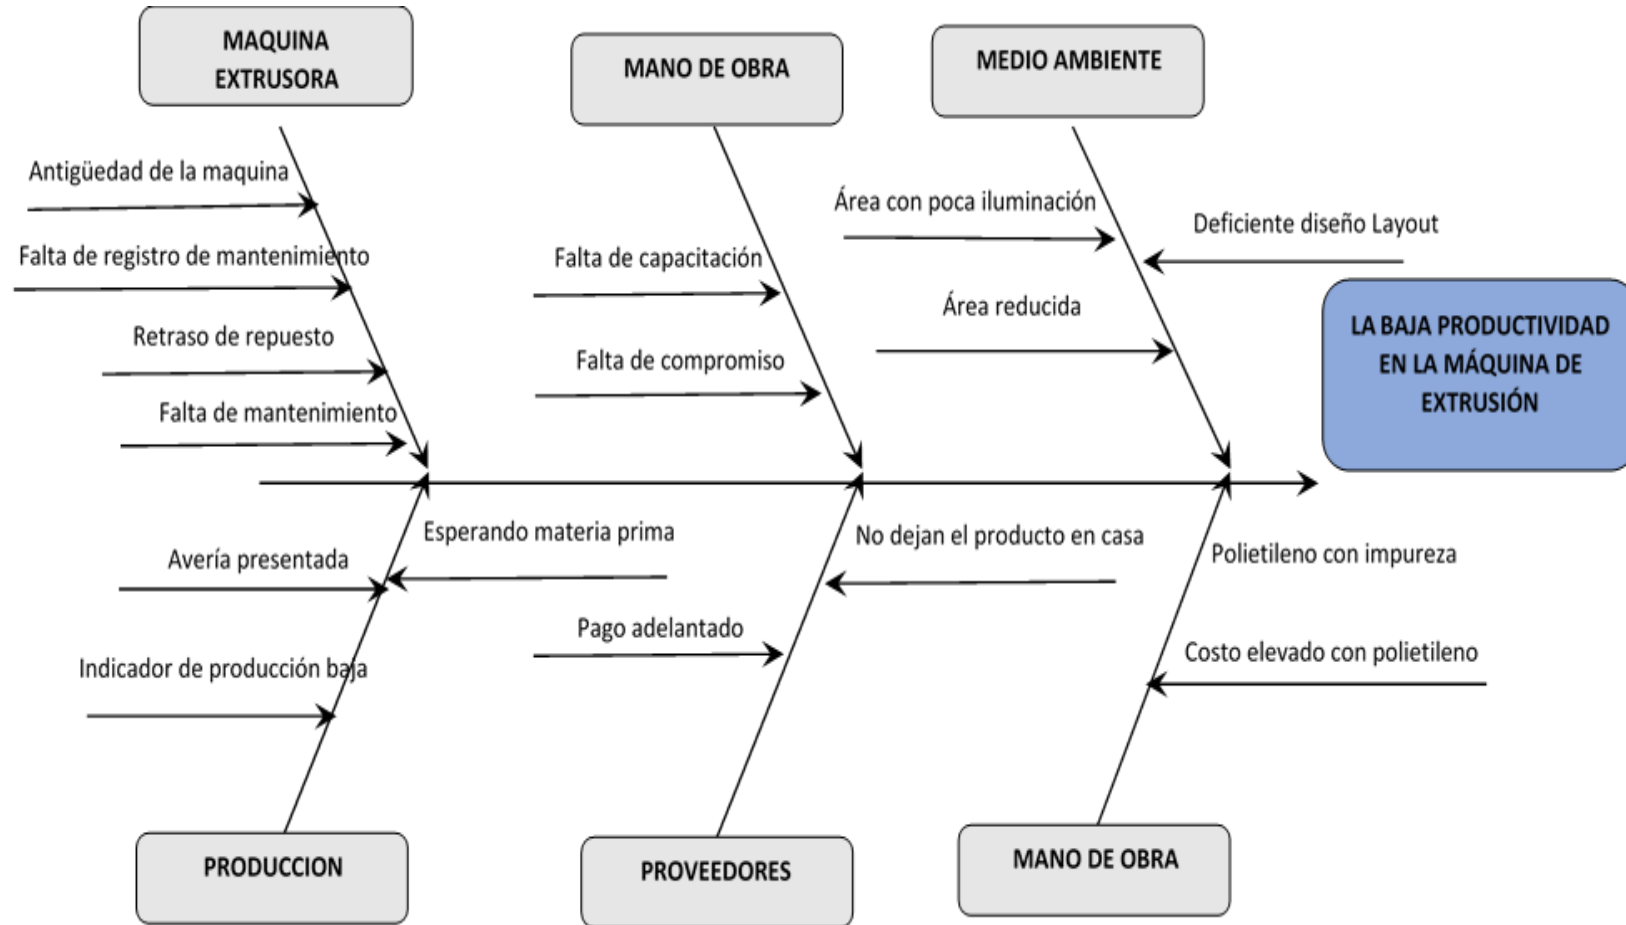 MAQUINA
EXTRUSORA
MANO DE OBRA
MEDIO AMBIENTE
Antigüedad de la maquina
Falta de registro de mantenimiento
Retraso de repuesto
Falta de mantenimiento
Falta de capacitación
Falta de compromiso
Área con poca iluminación
Área reducida
Deficiente diseño Layout
LA BAJA PRODUCTIVIDAD
EN LA MÁQUINA DE
EXTRUSIÓN
Avería presentada
Esperando materia prima
Indicador de producción baja
No dejan el producto en casa
Pago adelantado
Polietileno con impureza
Costo elevado con polietileno
PRODUCCION
PROVEEDORES
MANO DE OBRA